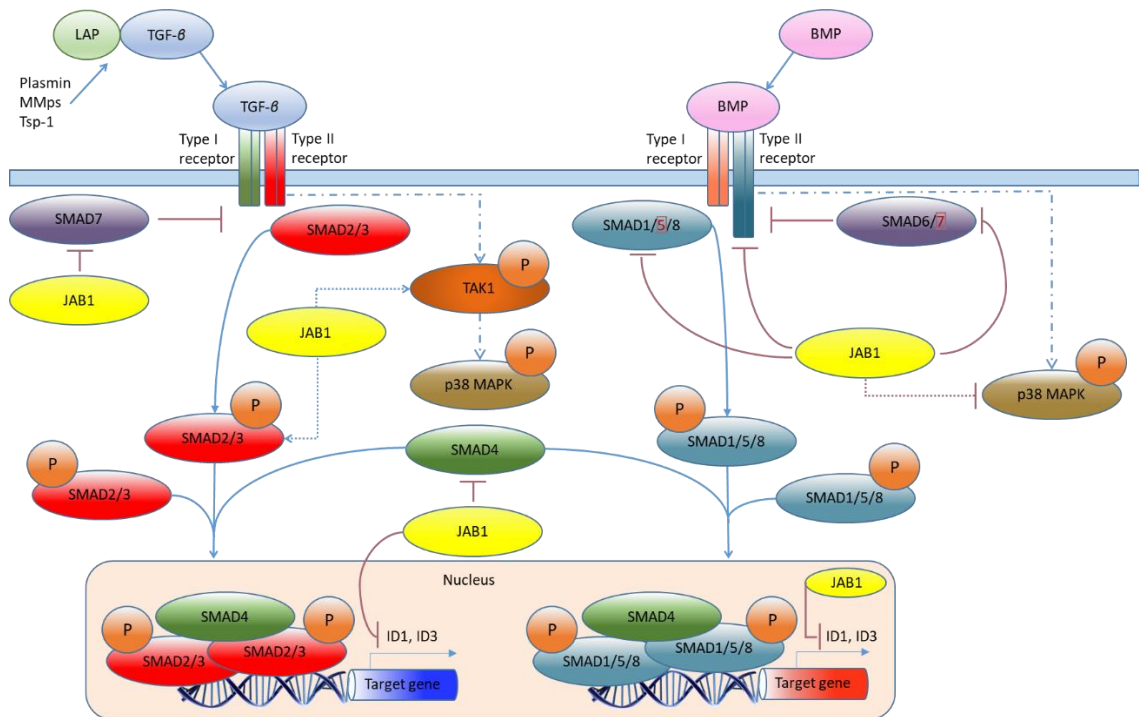 LAP
TGF-β
Plasmin
MMps
Tsp-1
TGF-β
Type I
receptor
Type II
receptor
BMP
BMP
Type I
receptor
Type II
receptor
SMAD7
SMAD2/3
JAB1
TAK1
P
JAB1
p38 MAPK
P
SMAD2/3
P
SMAD2/3
P
SMAD4
JAB1
SMAD1/5/8
SMAD6/7
JAB1
p38 MAPK
P
SMAD1/5/8
P
SMAD1/5/8
P
Nucleus
SMAD4
P
P
SMAD2/3
SMAD2/3
ID1, ID3
Target gene
SMAD4
P
P
SMAD1/5/8
SMAD1/5/8
JAB1
ID1, ID3
Target gene